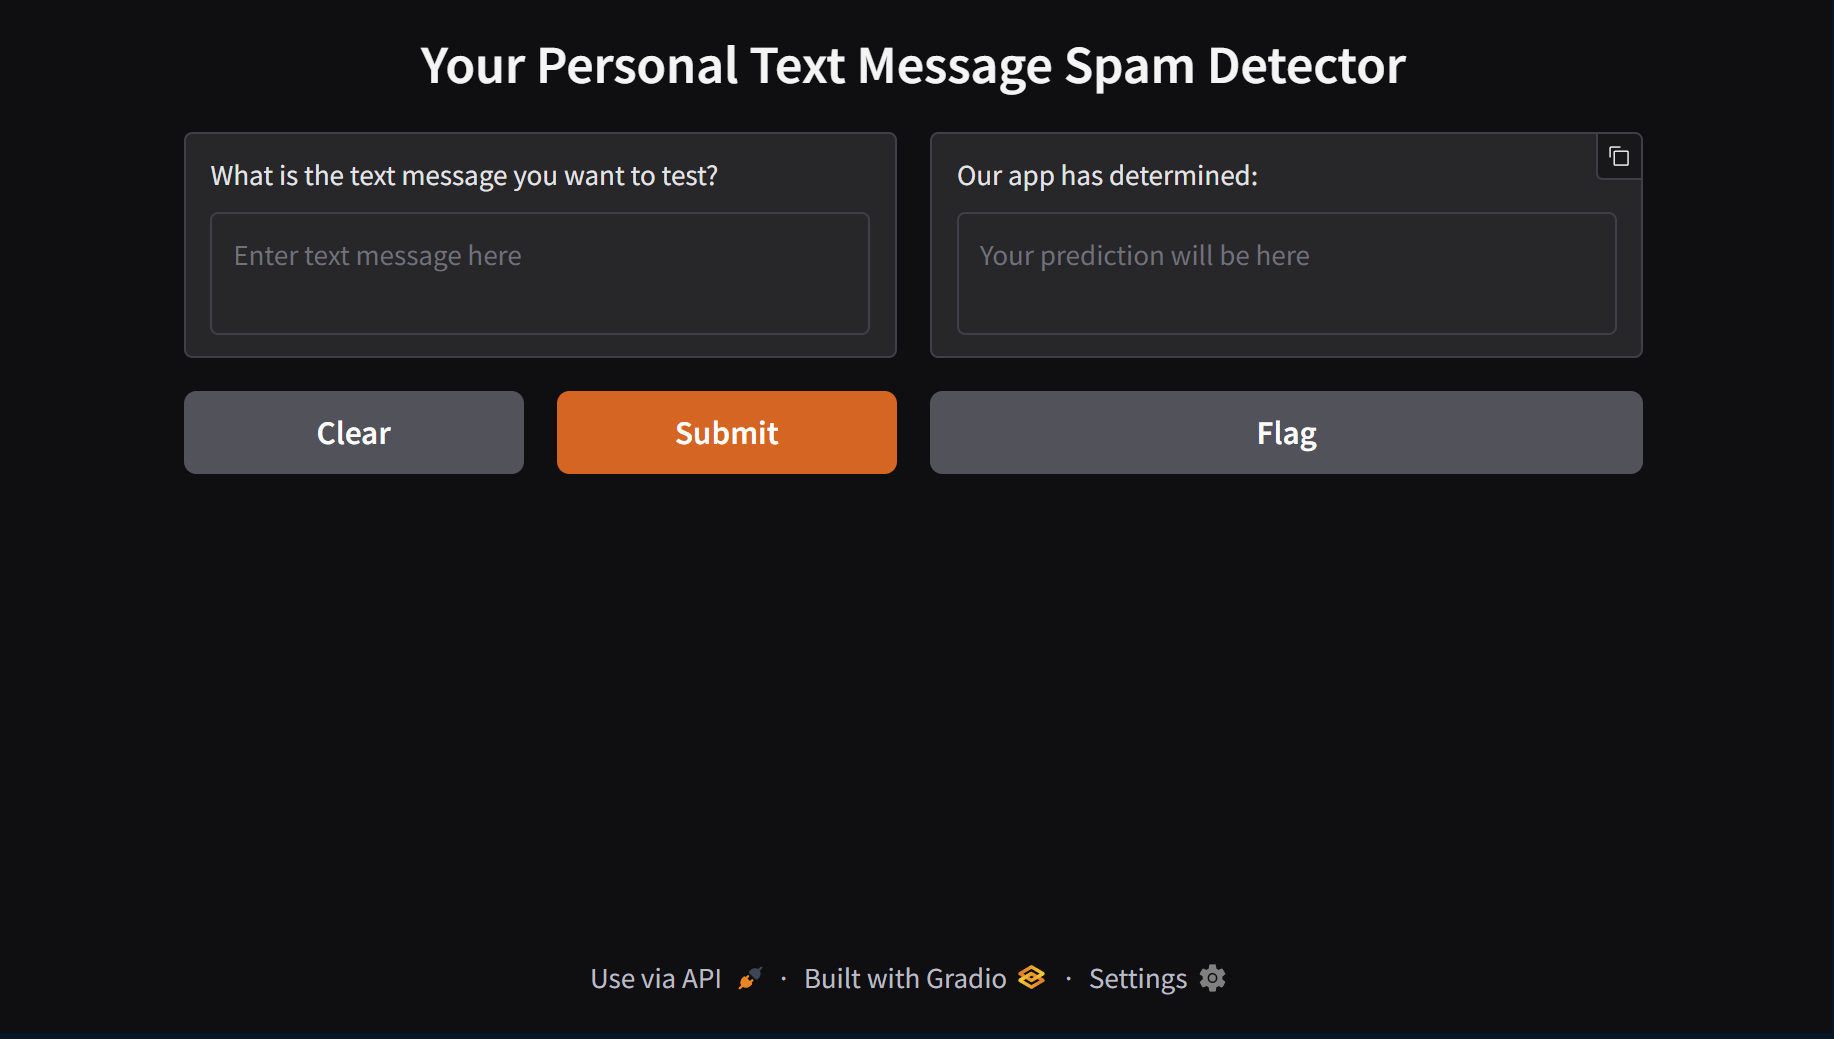 Your Personal Text Message Spam Detector
What is the text message you want to test?
Enter text message here
Our app has determined:
Your prediction will be here
Clear
Submit
Flag
Use via API · Built with Gradio · Settings